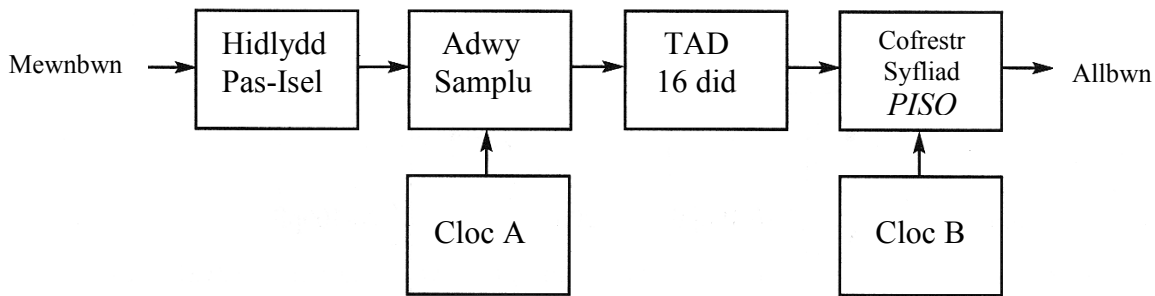 Mewnbwn
Hidlydd
Pas-Isel
Adwy
Samplu
TAD
16 did
Cofrestr
Syfliad
PISO
Allbwn
Cloc A
Cloc B